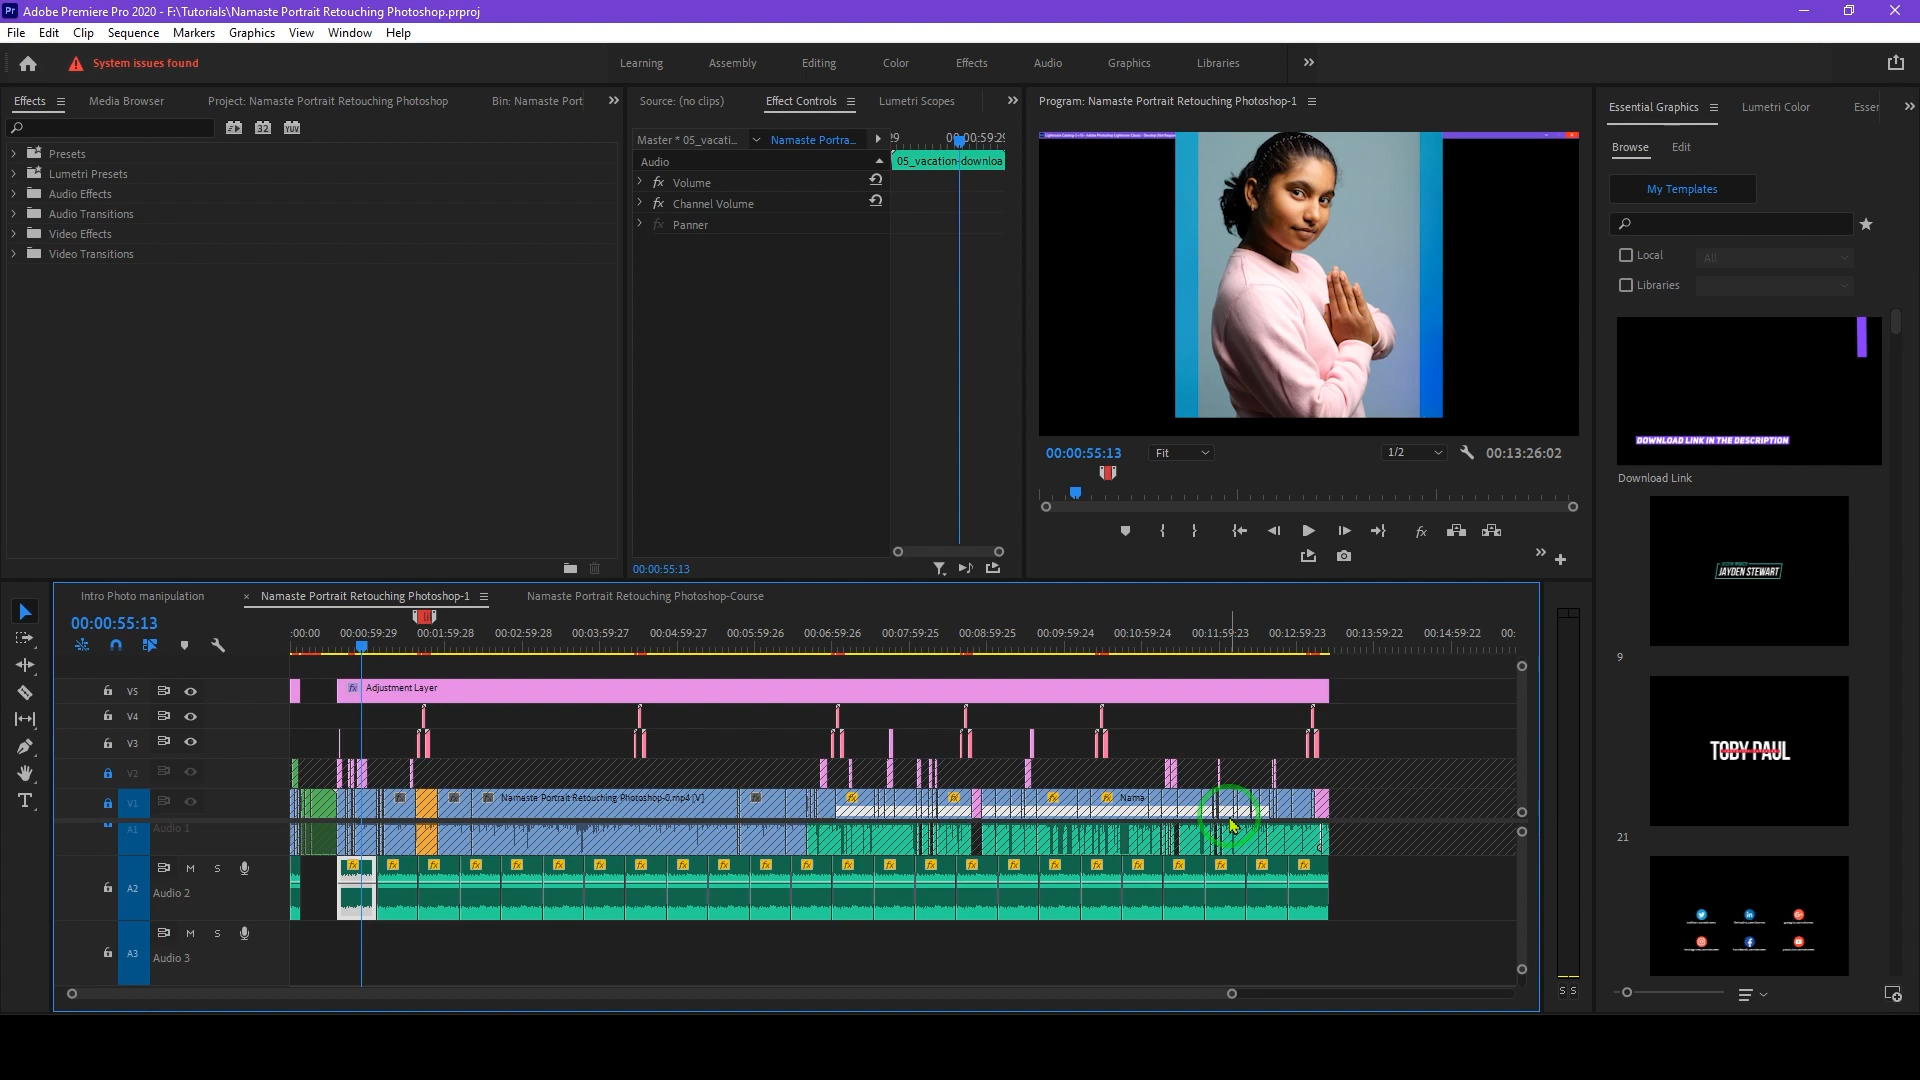 Adobe Premiere Pro 2020 - F:\Tutorials\Namaste Portrait Retouching Photoshop.prproj
File Edit Clip Sequence Markers Graphics View Window Help
System issues found
Learning Assembly Editing Color Effects Audio Graphics Libraries
Effects Media Browser Project: Namaste Portrait Retouching Photoshop Bin: Namaste Port
Presets
Lumetri Presets
Audio Effects
Audio Transitions
Video Effects
Video Transitions
Source: (no clips) Effect Controls Lumetri Scopes
Master * 05_vacati... Namaste Portra... 00:00:59:29
Audio 05_vacation-downloa
fx Volume
fx Channel Volume
fx Panner
00:00:55:13
Program: Namaste Portrait Retouching Photoshop-1
00:00:55:13 Fit 1/2 00:13:26:02
Essential Graphics Lumetri Color Esser
Browse Edit
My Templates
Local All
Libraries
DOWNLOAD LINK IN THE DESCRIPTION
Download Link
JAYDEN STEWART
9
TOBY PAUL
21
Intro Photo manipulation × Namaste Portrait Retouching Photoshop-1 Namaste Portrait Retouching Photoshop-Course
00:00:55:13
:00:00 00:00:59:29 00:01:59:28 00:02:59:28 00:03:59:27 00:04:59:27 00:05:59:26 00:06:59:26 00:07:59:25 00:08:59:25 00:09:59:24 00:10:59:24 00:11:59:23 00:12:59:23 00:13:59:22 00:14:59:22 00:
V5 fx Adjustment Layer
V4
V3
V2
V1 Namaste Portrait Retouching Photoshop-0.mp4 [V] Nama
A1 Audio 1
A2 M S
Audio 2
A3 M S
Audio 3
S S